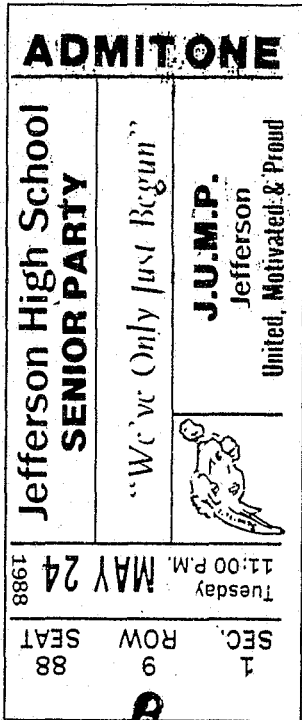 ADMIT ONE
Jefferson High School
SENIOR PARTY
"We've Only Just Begun"
J.U.M.P.
Jefferson
United, Motivated & Proud
Tuesday
11:00 P.M.
MAY 24
1988
SEC. ROW SEAT
1 9 88